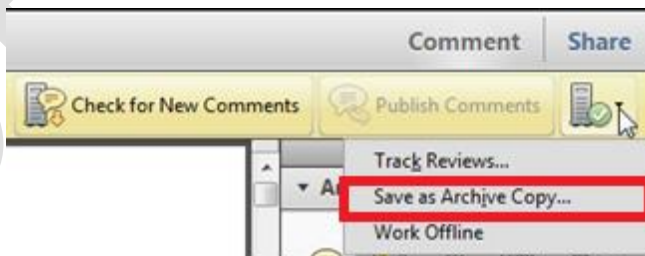 Comment Share
Check for New Comments Publish Comments
Track Reviews...
Save as Archive Copy...
Work Offline